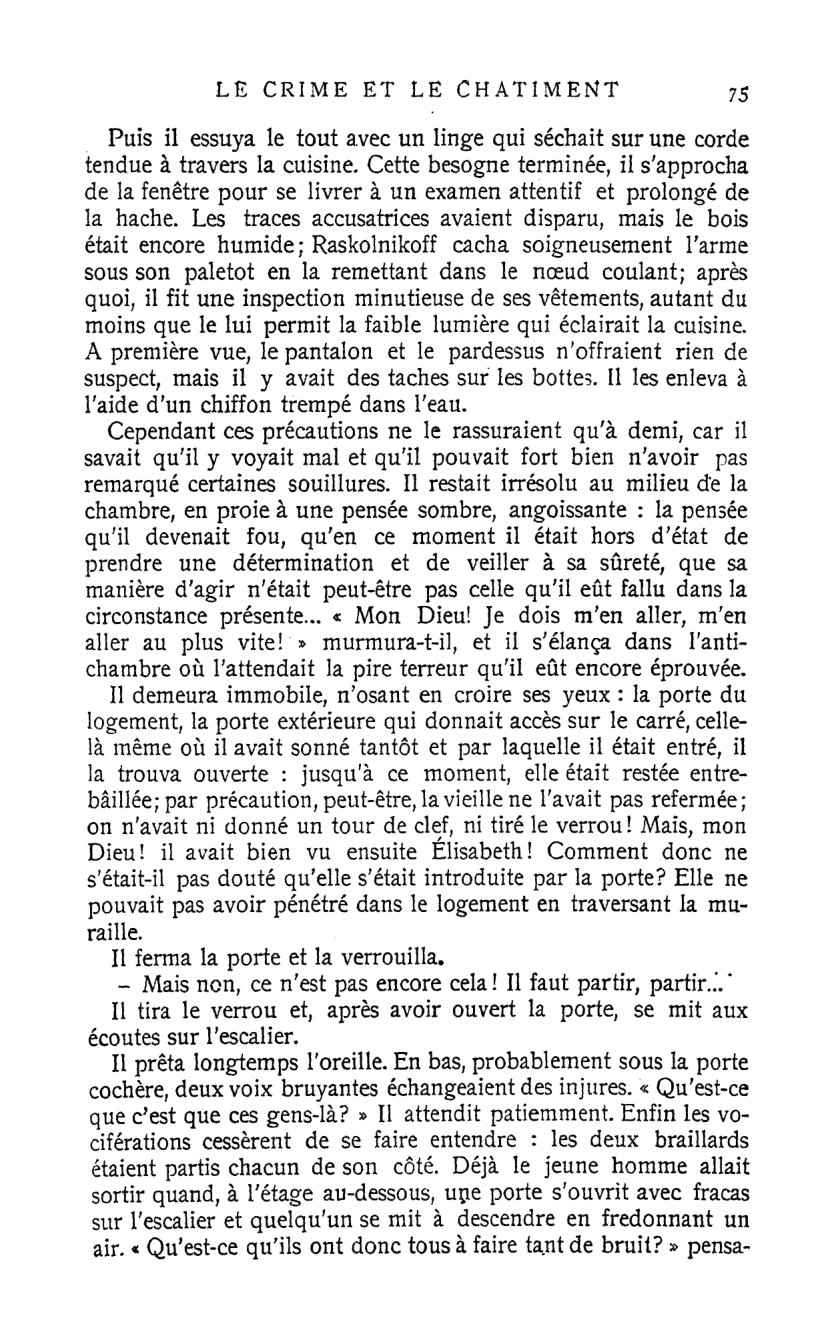 LE CRIME ET LE CHATIMENT 75
Puis il essuya le tout avec un linge qui séchait sur une corde
tendue à travers la cuisine. Cette besogne terminée, il s'approcha
de la fenêtre pour se livrer à un examen attentif et prolongé de
la hache. Les traces accusatrices avaient disparu, mais le bois
était encore humide; Raskolnikoff cacha soigneusement l'arme
sous son paletot en la remettant dans le nœud coulant; après
quoi, il fit une inspection minutieuse de ses vêtements, autant du
moins que le lui permit la faible lumière qui éclairait la cuisine.
A première vue, le pantalon et le pardessus n'offraient rien de
suspect, mais il y avait des taches sur les bottes. Il les enleva à
l'aide d'un chiffon trempé dans l'eau.
Cependant ces précautions ne le rassuraient qu'à demi, car il
savait qu'il y voyait mal et qu'il pouvait fort bien n'avoir pas
remarqué certaines souillures. Il restait irrésolu au milieu de la
chambre, en proie à une pensée sombre, angoissante : la pensée
qu'il devenait fou, qu'en ce moment il était hors d'état de
prendre une détermination et de veiller à sa sûreté, que sa
manière d'agir n'était peut-être pas celle qu'il eût fallu dans la
circonstance présente... « Mon Dieu! Je dois m'en aller, m'en
aller au plus vite! » murmura-t-il, et il s'élança dans l'anti-
chambre où l'attendait la pire terreur qu'il eût encore éprouvée.
Il demeura immobile, n'osant en croire ses yeux : la porte du
logement, la porte extérieure qui donnait accès sur le carré, celle-
là même où il avait sonné tantôt et par laquelle il était entré, il
la trouva ouverte : jusqu'à ce moment, elle était restée entre-
bâillée; par précaution, peut-être, la vieille ne l'avait pas refermée;
on n'avait ni donné un tour de clef, ni tiré le verrou! Mais, mon
Dieu! il avait bien vu ensuite Élisabeth! Comment donc ne
s'était-il pas douté qu'elle s'était introduite par la porte? Elle ne
pouvait pas avoir pénétré dans le logement en traversant la mu-
raille.
Il ferma la porte et la verrouilla.
– Mais non, ce n'est pas encore cela! Il faut partir, partir...
Il tira le verrou et, après avoir ouvert la porte, se mit aux
écoutes sur l'escalier.
Il prêta longtemps l'oreille. En bas, probablement sous la porte
cochère, deux voix bruyantes échangeaient des injures. « Qu'est-ce
que c'est que ces gens-là? » Il attendit patiemment. Enfin les vo-
ciférations cessèrent de se faire entendre : les deux braillards
étaient partis chacun de son côté. Déjà le jeune homme allait
sortir quand, à l'étage au-dessous, une porte s'ouvrit avec fracas
sur l'escalier et quelqu'un se mit à descendre en fredonnant un
air. « Qu'est-ce qu'ils ont donc tous à faire tant de bruit? » pensa-